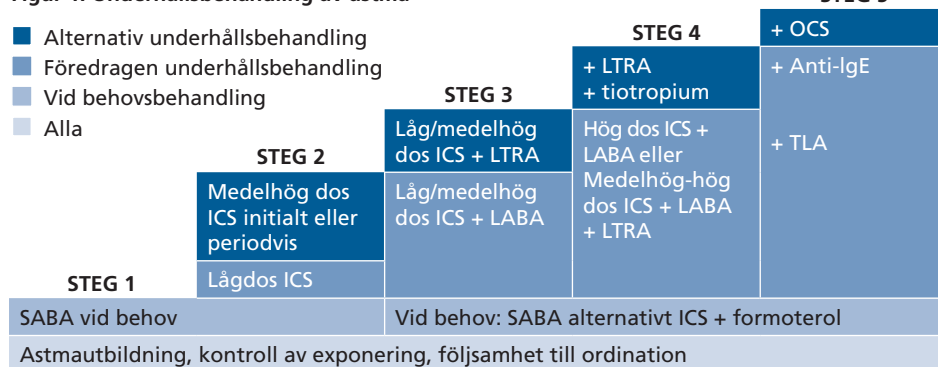 Alternativ underhållsbehandling
Föredragen underhållsbehandling
Vid behovsbehandling
Alla
STEG 1
SABA vid behov
STEG 2
Medelhög dos
ICS initialt eller
periodvis
Lågdos ICS
STEG 3
Låg/medelhög
dos ICS + LTRA
Låg/medelhög
dos ICS + LABA
STEG 4
+ LTRA
+ tiotropium
Hög dos ICS +
LABA eller
Medelhög-hög
dos ICS + LABA
+ LTRA
+ OCS
+ Anti-IgE
+ TLA
Vid behov: SABA alternativt ICS + formoterol
Astmautbildning, kontroll av exponering, följsamhet till ordination